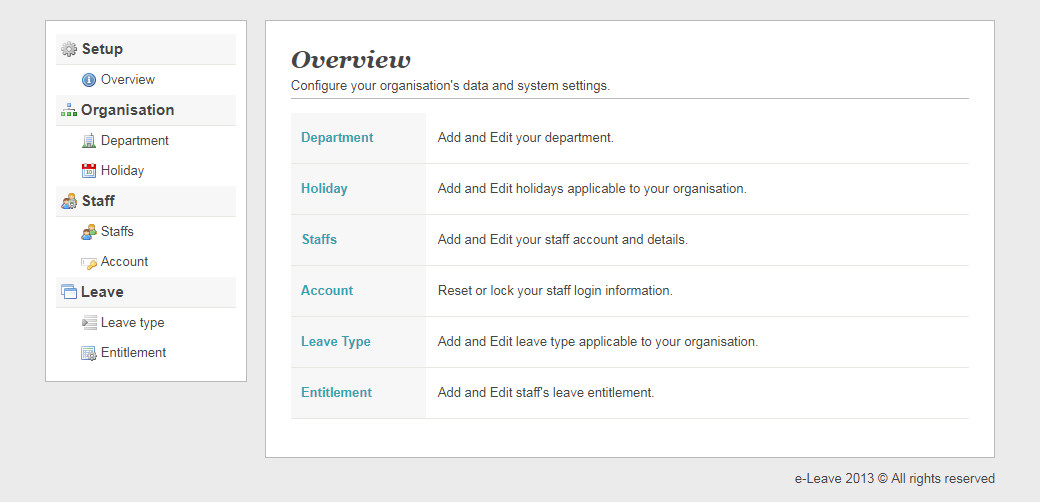 Setup
Overview
Organisation
Department
Holiday
Staff
Staffs
Account
Leave
Leave type
Entitlement
Overview
Configure your organisation's data and system settings.
Department Add and Edit your department.
Holiday Add and Edit holidays applicable to your organisation.
Staffs Add and Edit your staff account and details.
Account Reset or lock your staff login information.
Leave Type Add and Edit leave type applicable to your organisation.
Entitlement Add and Edit staff's leave entitlement.
e-Leave 2013 © All rights reserved